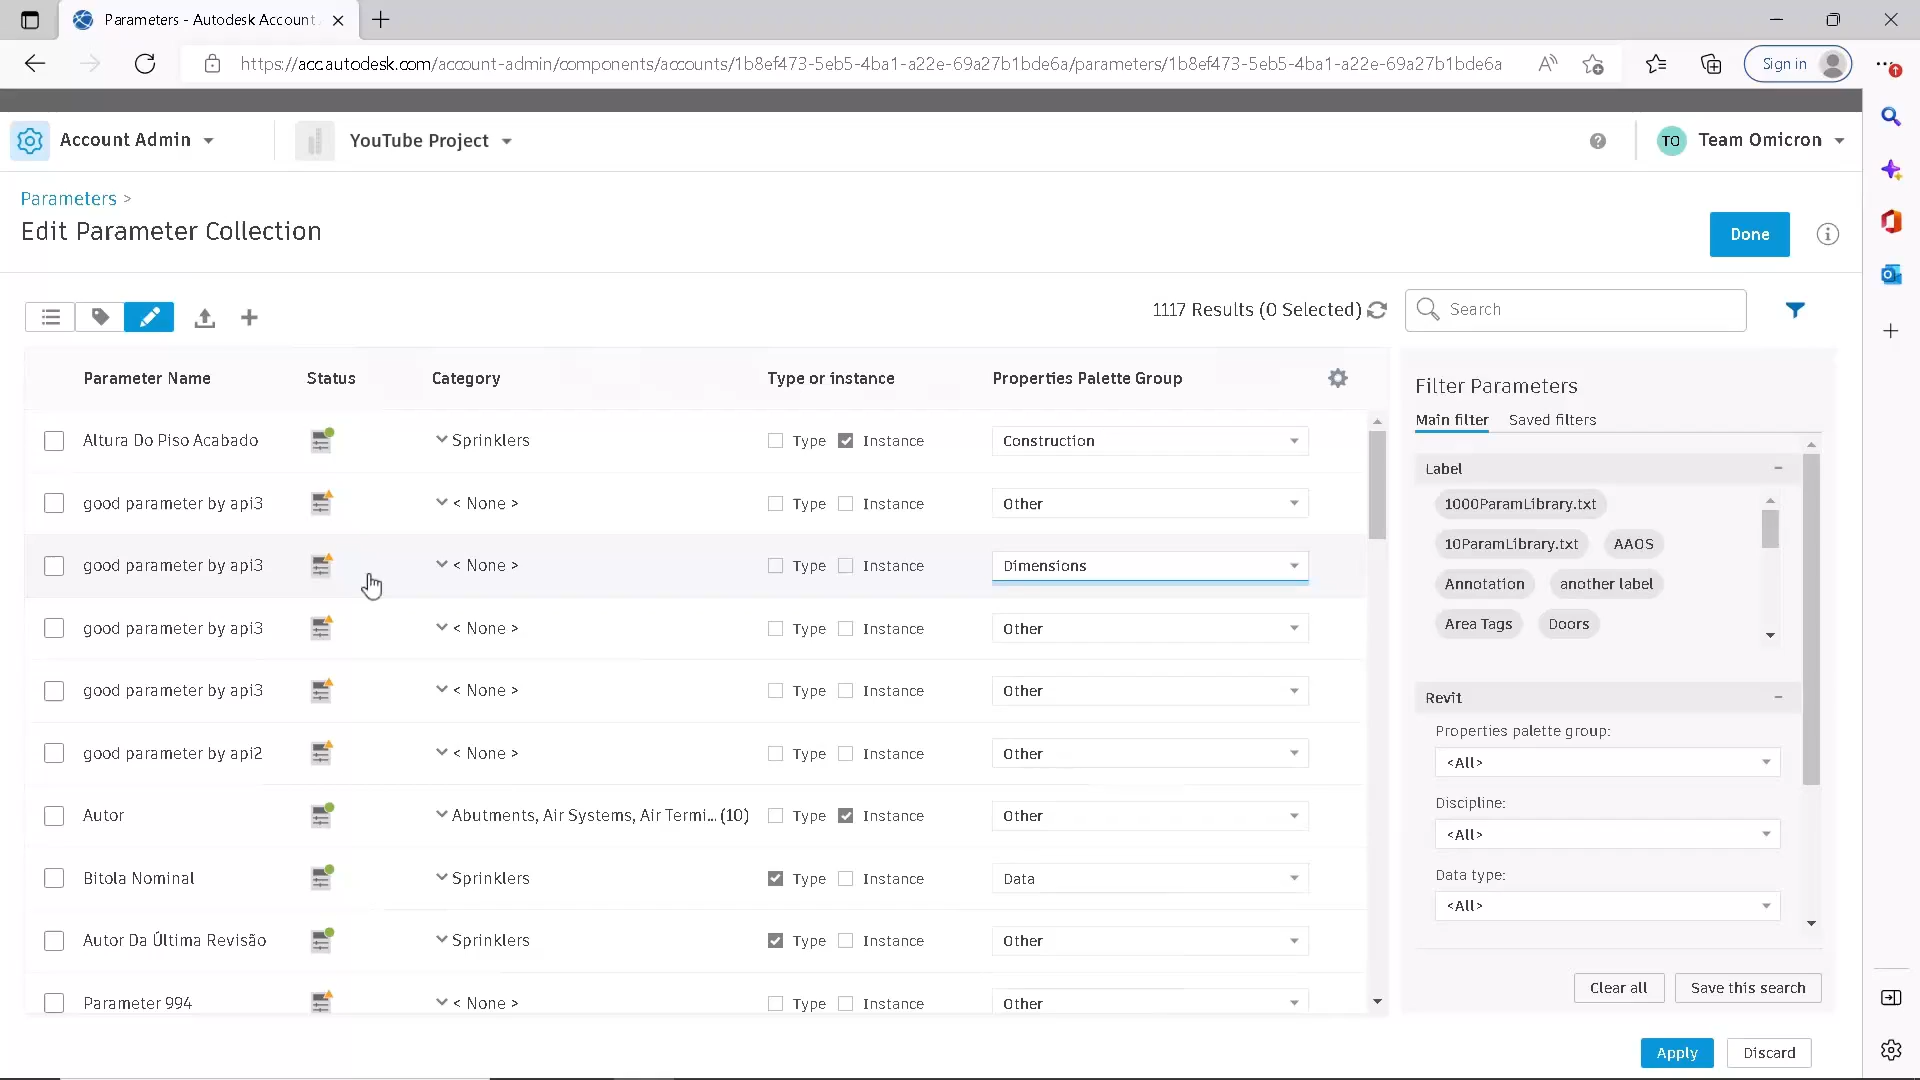 Parameters - Autodesk Account
https://acc.autodesk.com/account-admin/components/accounts/1b8ef473-5eb5-4ba1-a22e-69a27b1bde6a/parameters/1b8ef473-5eb5-4ba1-a22e-69a27b1bde6a
Sign in
Account Admin
YouTube Project
TO Team Omicron
Parameters >
Edit Parameter Collection
Done
1117 Results (0 Selected)
Search
Parameter Name Status Category Type or instance Properties Palette Group
Altura Do Piso Acabado Sprinklers Type Instance Construction
good parameter by api3 < None > Type Instance Other
good parameter by api3 < None > Type Instance Dimensions
good parameter by api3 < None > Type Instance Other
good parameter by api3 < None > Type Instance Other
good parameter by api2 < None > Type Instance Other
Autor Abutments, Air Systems, Air Termi... (10) Type Instance Other
Bitola Nominal Sprinklers Type Instance Data
Autor Da Última Revisão Sprinklers Type Instance Other
Parameter 994 < None > Type Instance Other
Filter Parameters
Main filter Saved filters
Label
1000ParamLibrary.txt
10ParamLibrary.txt AAOS
Annotation another label
Area Tags Doors
Revit
Properties palette group:
<All>
Discipline:
<All>
Data type:
<All>
Clear all Save this search
Apply Discard